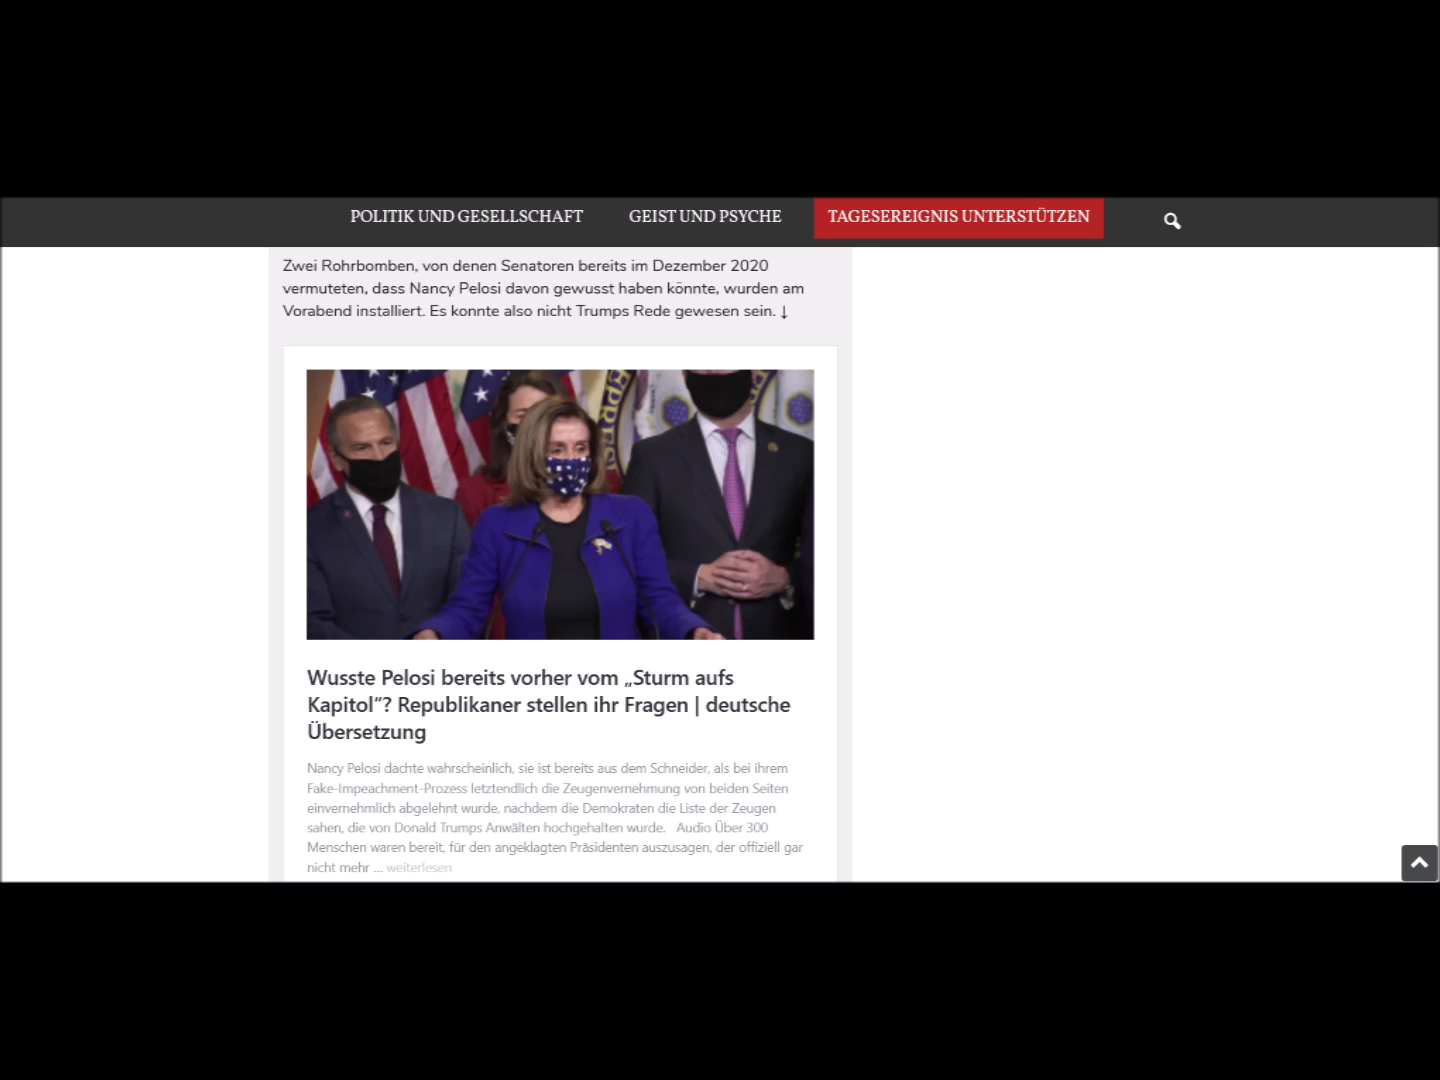 POLITIK UND GESELLSCHAFT GEIST UND PSYCHE TAGESEREIGNIS UNTERSTÜTZEN
Zwei Rohrbomben, von denen Senatoren bereits im Dezember 2020
vermuteten, dass Nancy Pelosi davon gewusst haben könnte, wurden am
Vorabend installiert. Es konnte also nicht Trumps Rede gewesen sein. ↓
EPRES
Wusste Pelosi bereits vorher vom „Sturm aufs
Kapitol“? Republikaner stellen ihr Fragen | deutsche
Übersetzung
Nancy Pelosi dachte wahrscheinlich, sie ist bereits aus dem Schneider, als bei ihrem
Fake-Impeachment-Prozess letztendlich die Zeugenvernehmung von beiden Seiten
einvernehmlich abgelehnt wurde, nachdem die Demokraten die Liste der Zeugen
sahen, die von Donald Trumps Anwälten hochgehalten wurde. Audio Über 300
Menschen waren bereit, für den angeklagten Präsidenten auszusagen, der offiziell gar
nicht mehr ... weiterlesen